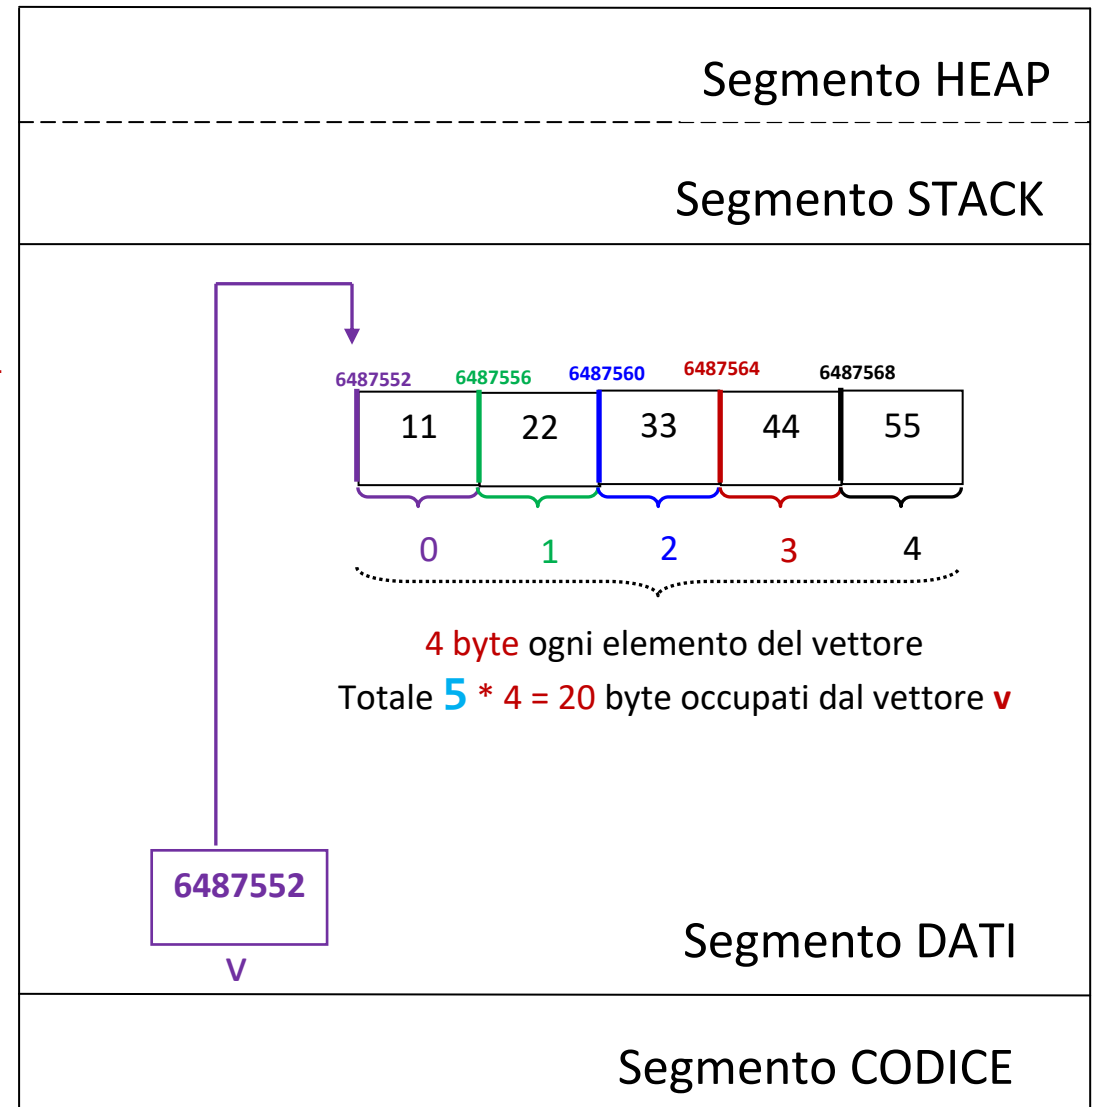 Segmento HEAP
Segmento STACK
6487552 6487556 6487560 6487564 6487568
11 22 33 44 55
0 1 2 3 4
4 byte ogni elemento del vettore
Totale 5 * 4 = 20 byte occupati dal vettore v
6487552
v
Segmento DATI
Segmento CODICE